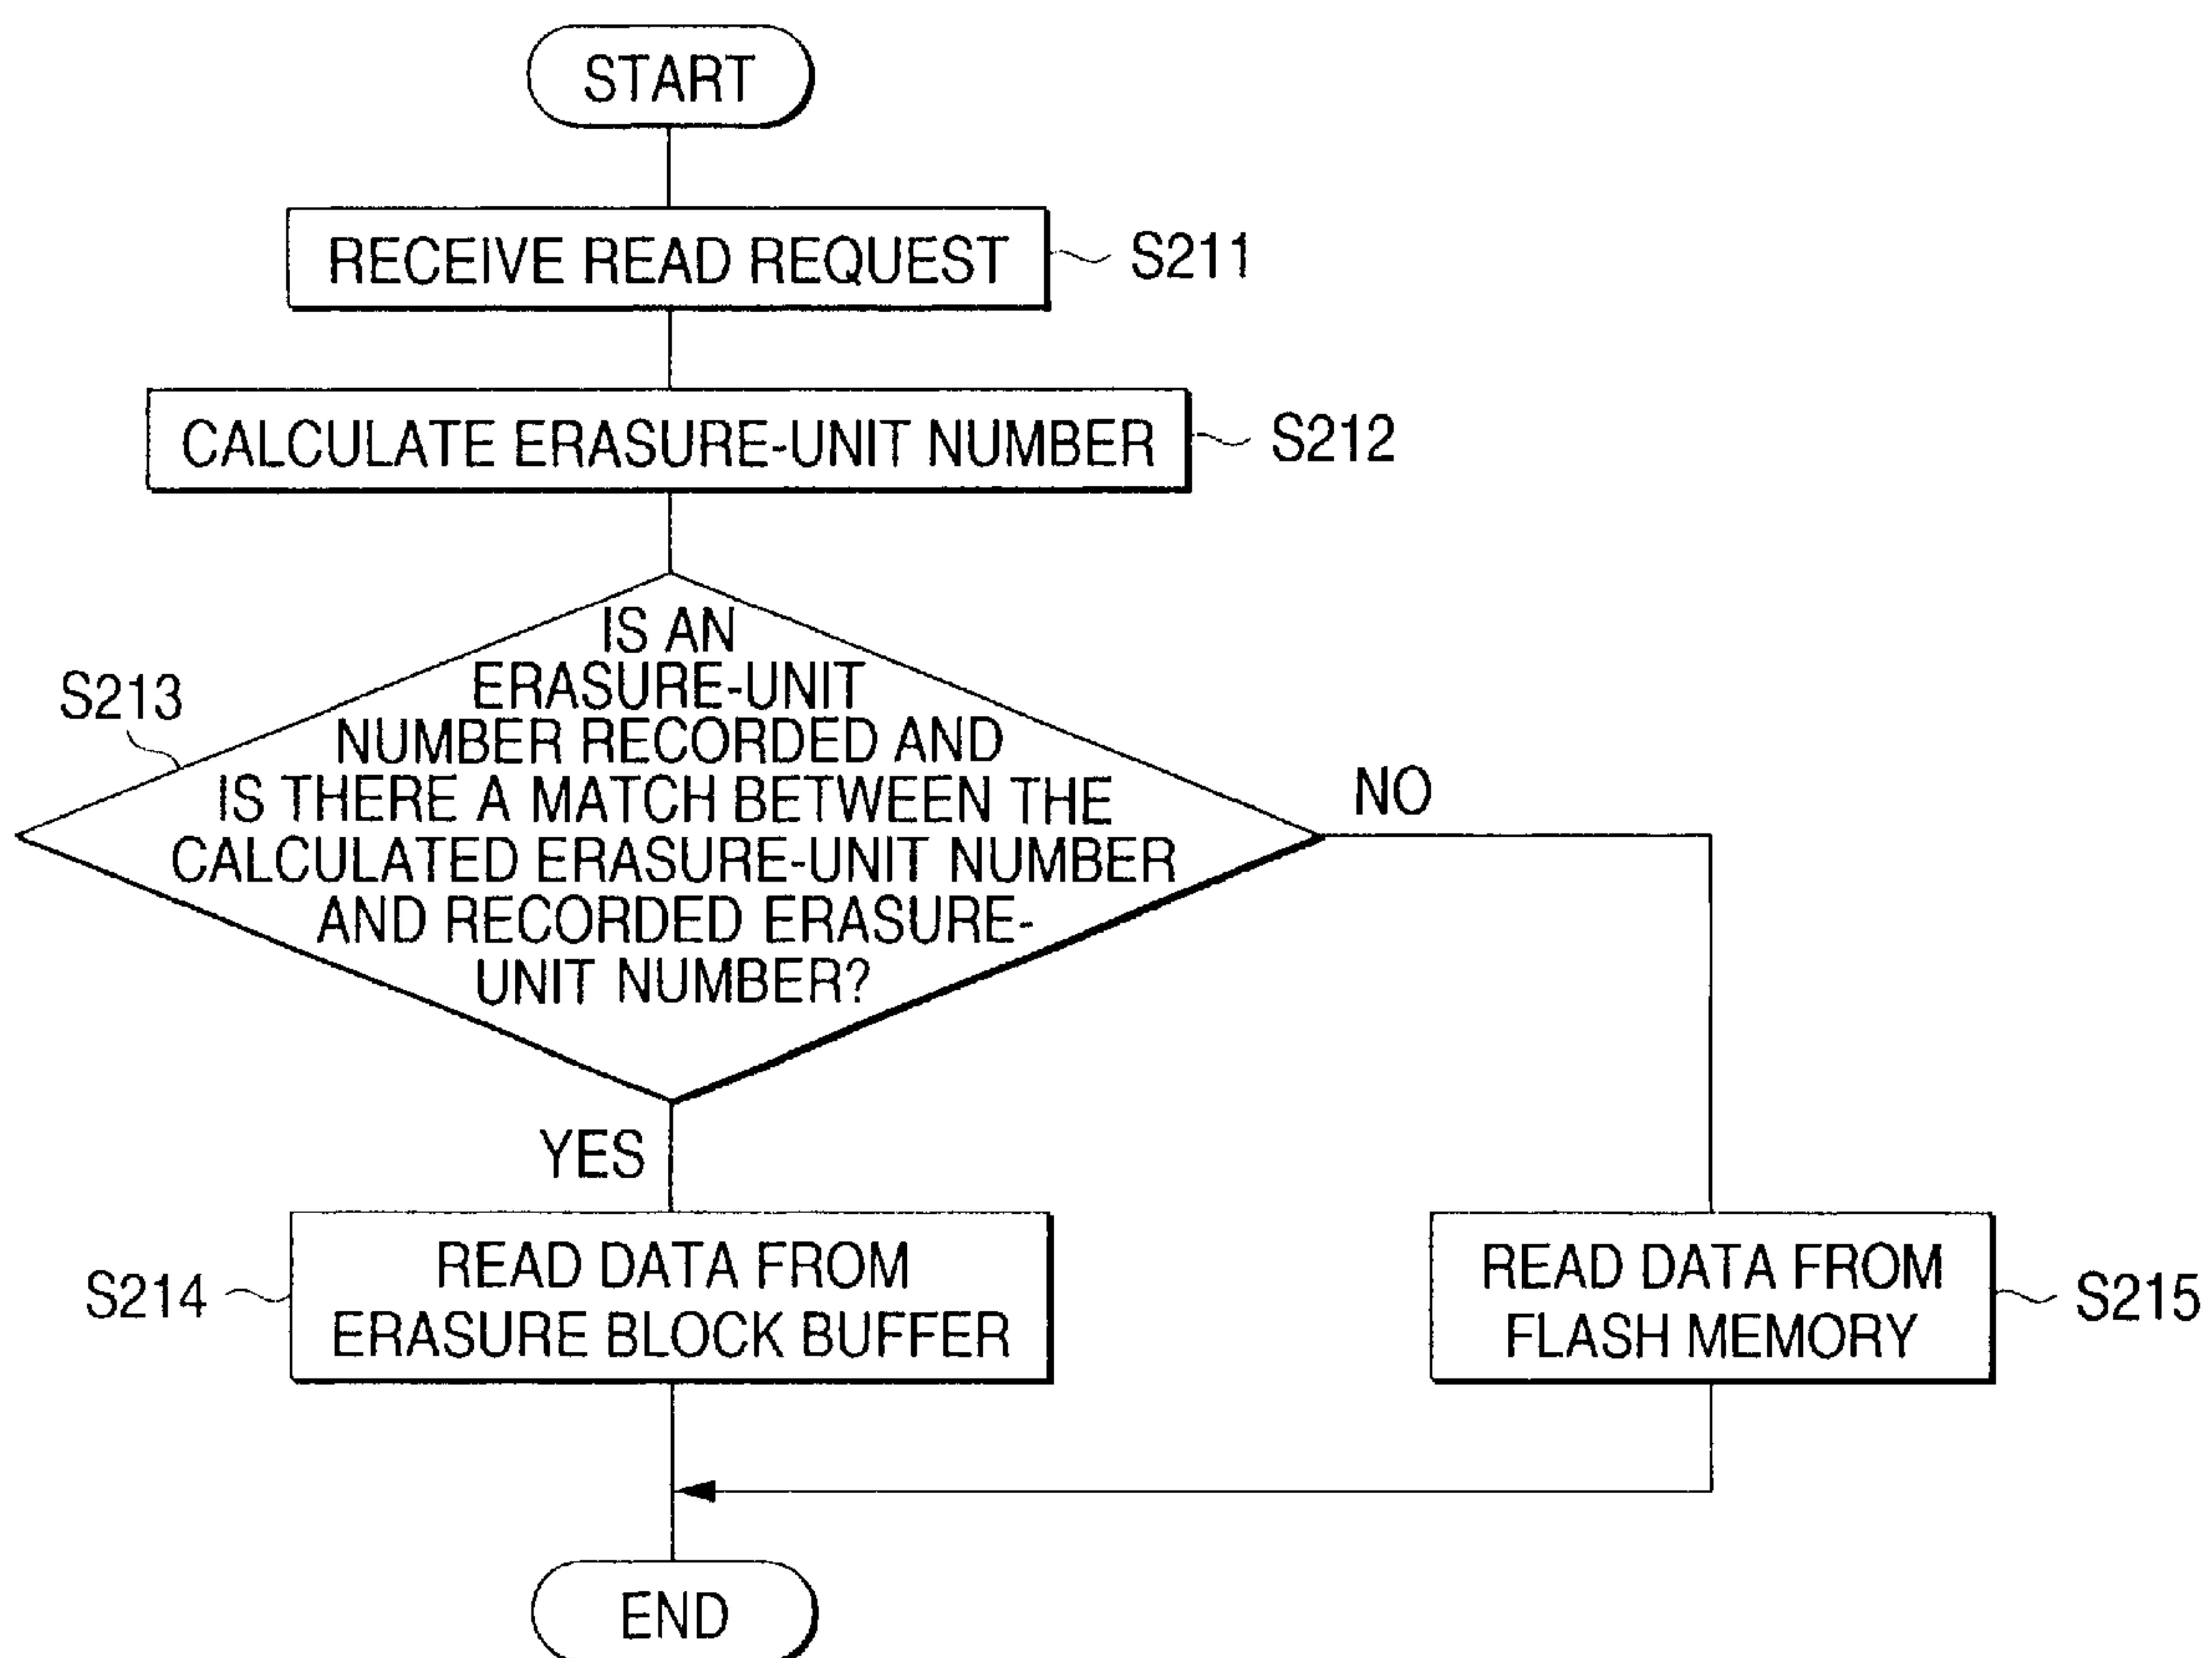 START
RECEIVE READ REQUEST
S211
CALCULATE ERASURE-UNIT NUMBER
S212
S213
IS AN
ERASURE-UNIT
NUMBER RECORDED AND
IS THERE A MATCH BETWEEN THE
CALCULATED ERASURE-UNIT NUMBER
AND RECORDED ERASURE-
UNIT NUMBER?
NO
YES
S214
READ DATA FROM
ERASURE BLOCK BUFFER
READ DATA FROM
FLASH MEMORY
S215
END